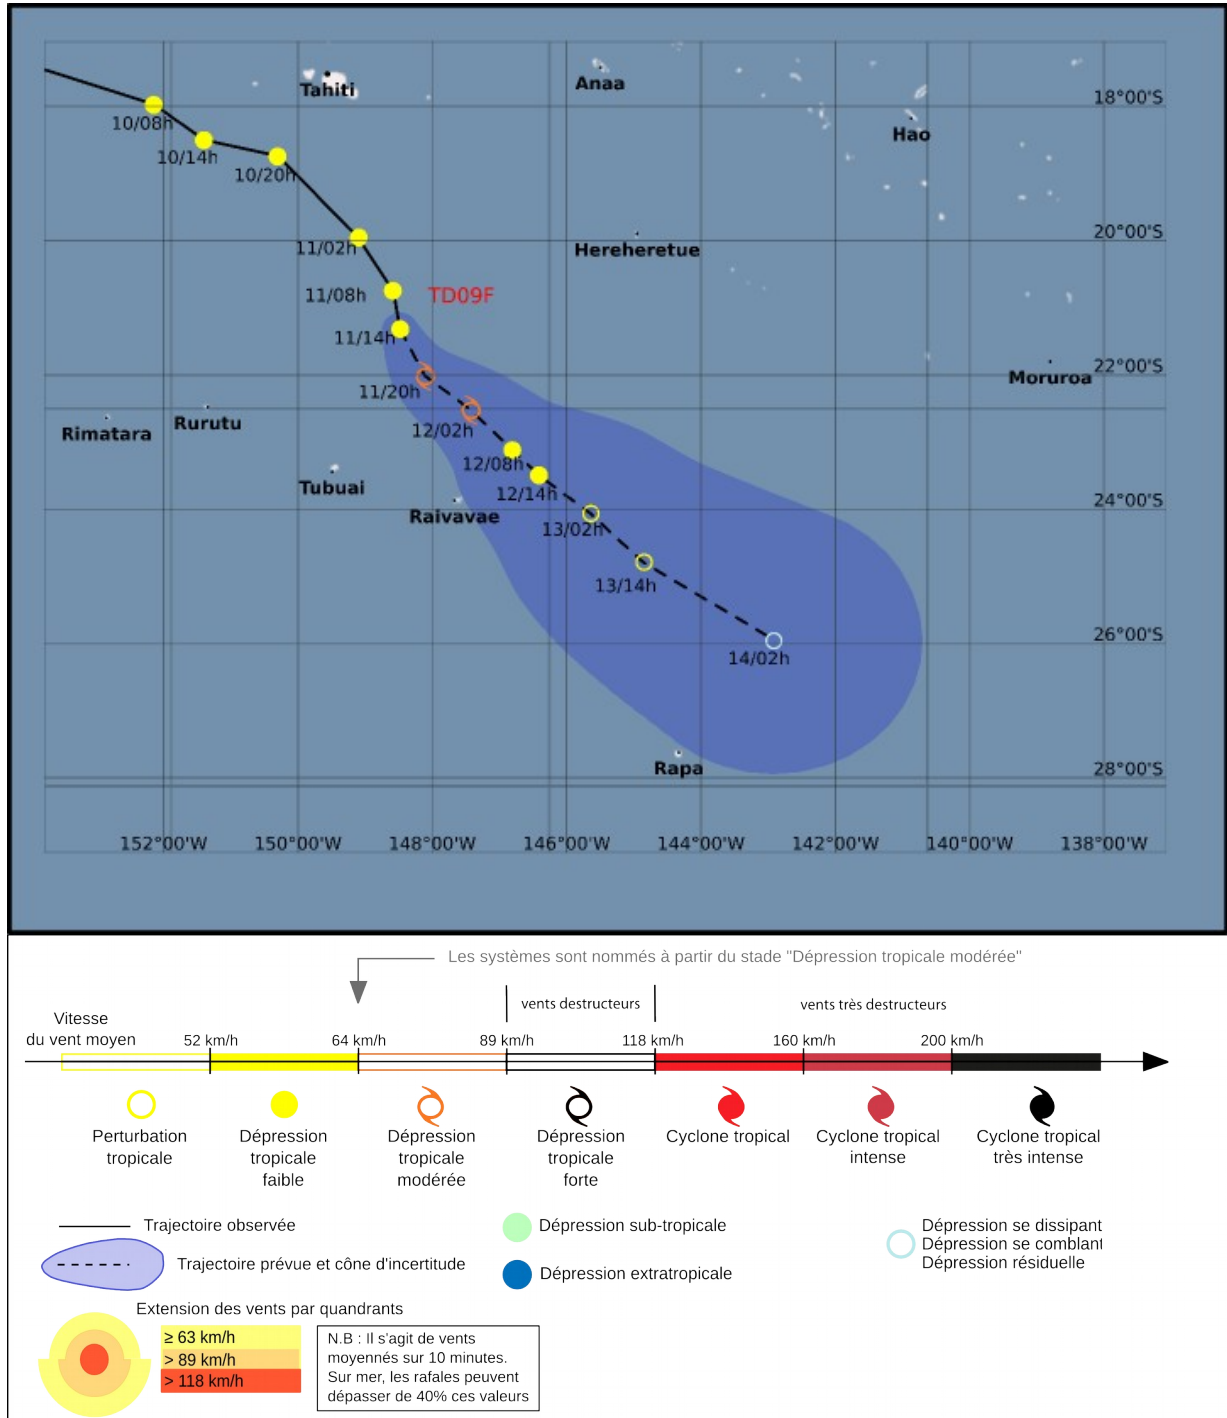 Tahiti
Anaa
18°00'S
10/08h
Hao
10/14h
10/20h
20°00'S
11/02h
Hereheretue
11/08h
TD09F
11/14h
22°00'S
Moruroa
11/20h
Rurutu
Rimatara
12/02h
12/08h
Tubuai
12/14h
24°00'S
Raivavae
13/02h
13/14h
26°00'S
14/02h
Rapa
28°00'S
152°00'W 150°00'W 148°00'W 146°00'W 144°00'W 142°00'W 140°00'W 138°00'W
Les systèmes sont nommés à partir du stade "Dépression tropicale modérée"
vents destructeurs
vents très destructeurs
Vitesse
du vent moyen
52 km/h 64 km/h 89 km/h 118 km/h 160 km/h 200 km/h
Perturbation
tropicale
Dépression
tropicale
faible
Dépression
tropicale
modérée
Dépression
tropicale
forte
Cyclone tropical
Cyclone tropical
intense
Cyclone tropical
très intense
Trajectoire observée
Trajectoire prévue et cône d'incertitude
Dépression sub-tropicale
Dépression extratropicale
Dépression se dissipant
Dépression se comblant
Dépression résiduelle
Extension des vents par quandrants
≥ 63 km/h
> 89 km/h
> 118 km/h
N.B : Il s'agit de vents
moyennés sur 10 minutes.
Sur mer, les rafales peuvent
dépasser de 40% ces valeurs